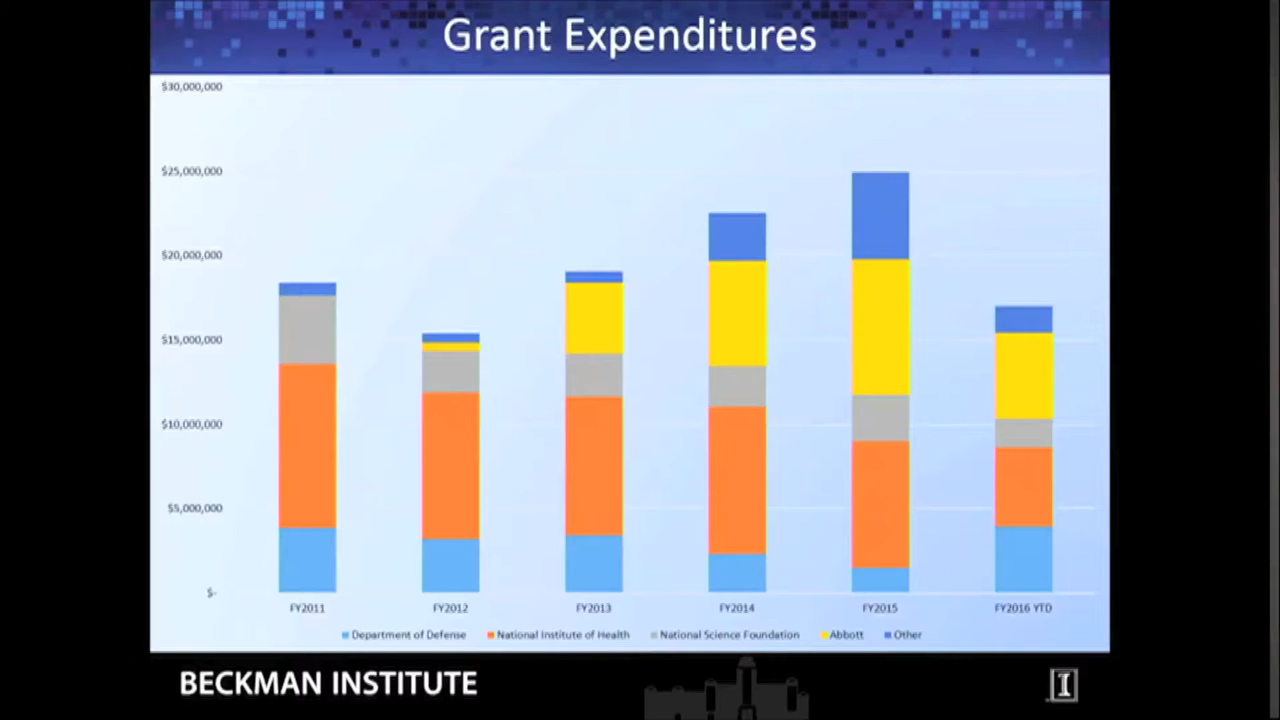 Grant Expenditures
$30,000,000
$25,000,000
$20,000,000
$15,000,000
$10,000,000
$5,000,000
$-
FY2011 FY2012 FY2013 FY2014 FY2015 FY2016 YTD
Department of Defense National Institute of Health National Science Foundation Abbott Other
BECKMAN INSTITUTE
I